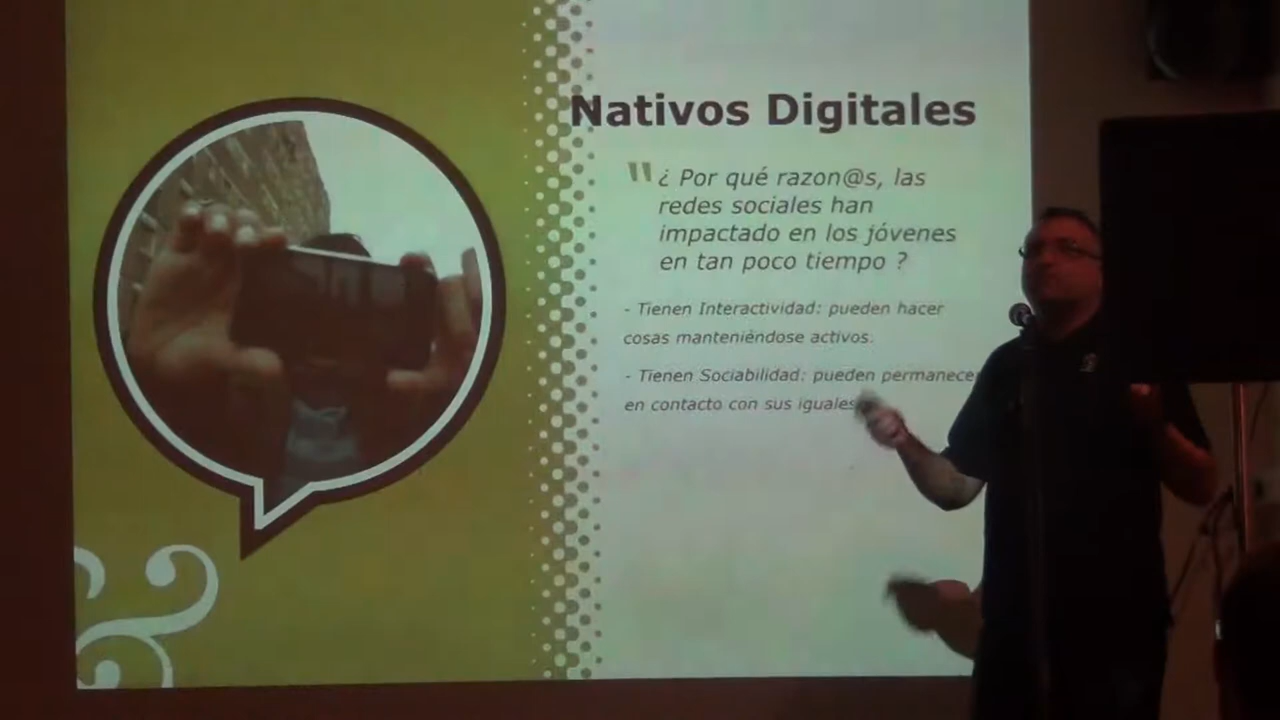 Nativos Digitales
"¿ Por qué razon@s, las
redes sociales han
impactado en los jóvenes
en tan poco tiempo ?
- Tienen Interactividad: pueden hacer
cosas manteniéndose activos.
- Tienen Sociabilidad: pueden permanecer
en contacto con sus iguales
&